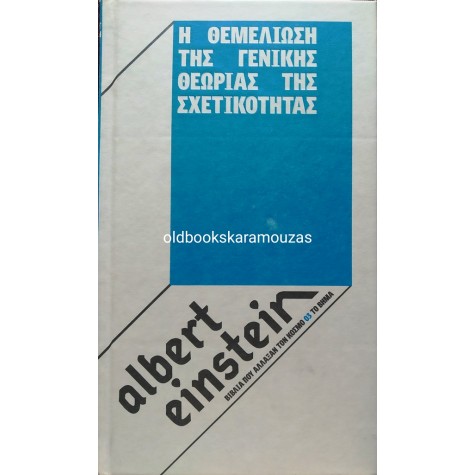 Η ΘΕΜΕΛΙΩΣΗ
ΤΗΣ ΓΕΝΙΚΗΣ
ΘΕΩΡΙΑΣ ΤΗΣ
ΣΧΕΤΙΚΟΤΗΤΑΣ
oldbookskaramouzas
albert
einstein
ΒΙΒΛΙΑ ΠΟΥ ΑΛΛΑΞΑΝ ΤΟΝ ΚΟΣΜΟ 03 ΤΟ ΒΗΜΑ